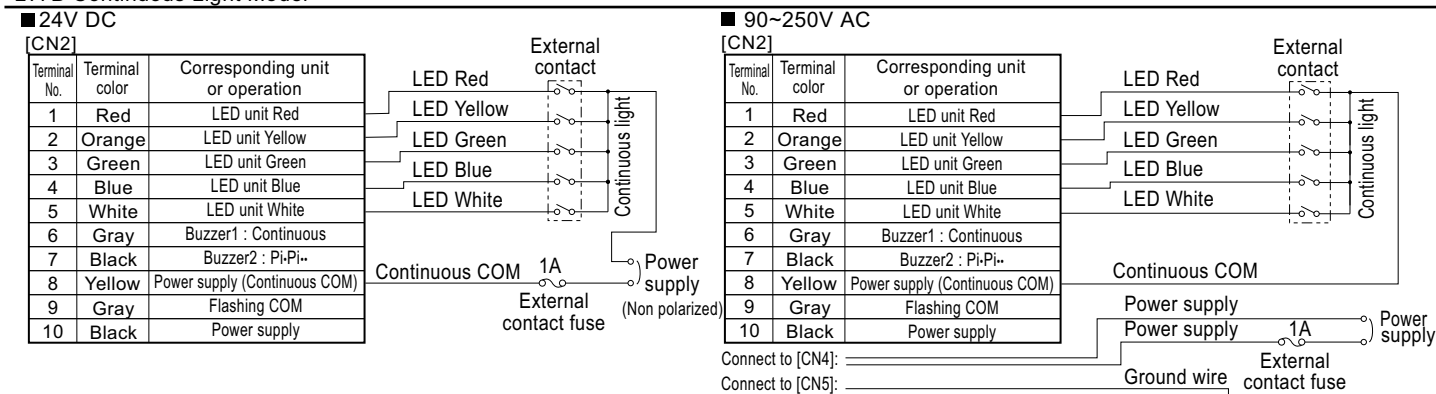 ■24V DC
[CN2]
Terminal No. Terminal color Corresponding unit or operation
1 Red LED unit Red
2 Orange LED unit Yellow
3 Green LED unit Green
4 Blue LED unit Blue
5 White LED unit White
6 Gray Buzzer1 : Continuous
7 Black Buzzer2 : Pi•Pi••
8 Yellow Power supply (Continuous COM)
9 Gray Flashing COM
10 Black Power supply
External contact
LED Red
LED Yellow
LED Green
LED Blue
LED White
Continuous light
Continuous COM
1A
External contact fuse
Power supply
(Non polarized)
■ 90~250V AC
[CN2]
Terminal No. Terminal color Corresponding unit or operation
1 Red LED unit Red
2 Orange LED unit Yellow
3 Green LED unit Green
4 Blue LED unit Blue
5 White LED unit White
6 Gray Buzzer1 : Continuous
7 Black Buzzer2 : Pi•Pi••
8 Yellow Power supply (Continuous COM)
9 Gray Flashing COM
10 Black Power supply
External contact
LED Red
LED Yellow
LED Green
LED Blue
LED White
Continuous light
Continuous COM
Power supply
Power supply
1A
Power supply
External contact fuse
Connect to [CN4]:
Connect to [CN5]:
Ground wire